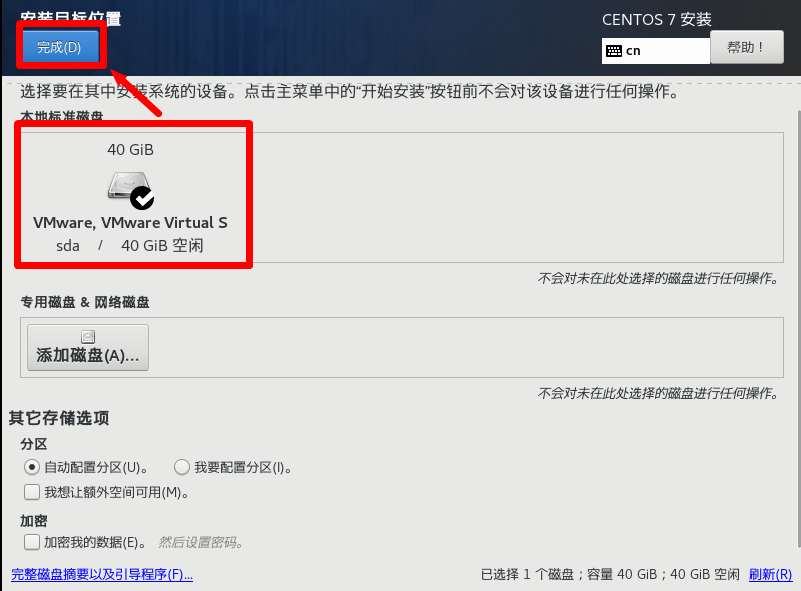 安装目标位置
CENTOS 7 安装
完成(D)
cn
帮助！
选择要在其中安装系统的设备。点击主菜单中的“开始安装”按钮前不会对该设备进行任何操作。
本地标准磁盘
40 GiB
VMware, VMware Virtual S
sda / 40 GiB 空闲
不会对未在此处选择的磁盘进行任何操作。
专用磁盘 & 网络磁盘
添加磁盘(A)...
不会对未在此处选择的磁盘进行任何操作。
其它存储选项
分区
自动配置分区(U)。 我要配置分区(I)。
我想让额外空间可用(M)。
加密
加密我的数据(E)。 然后设置密码。
完整磁盘摘要以及引导程序(F)...
已选择 1 个磁盘；容量 40 GiB；40 GiB 空闲 刷新(R)